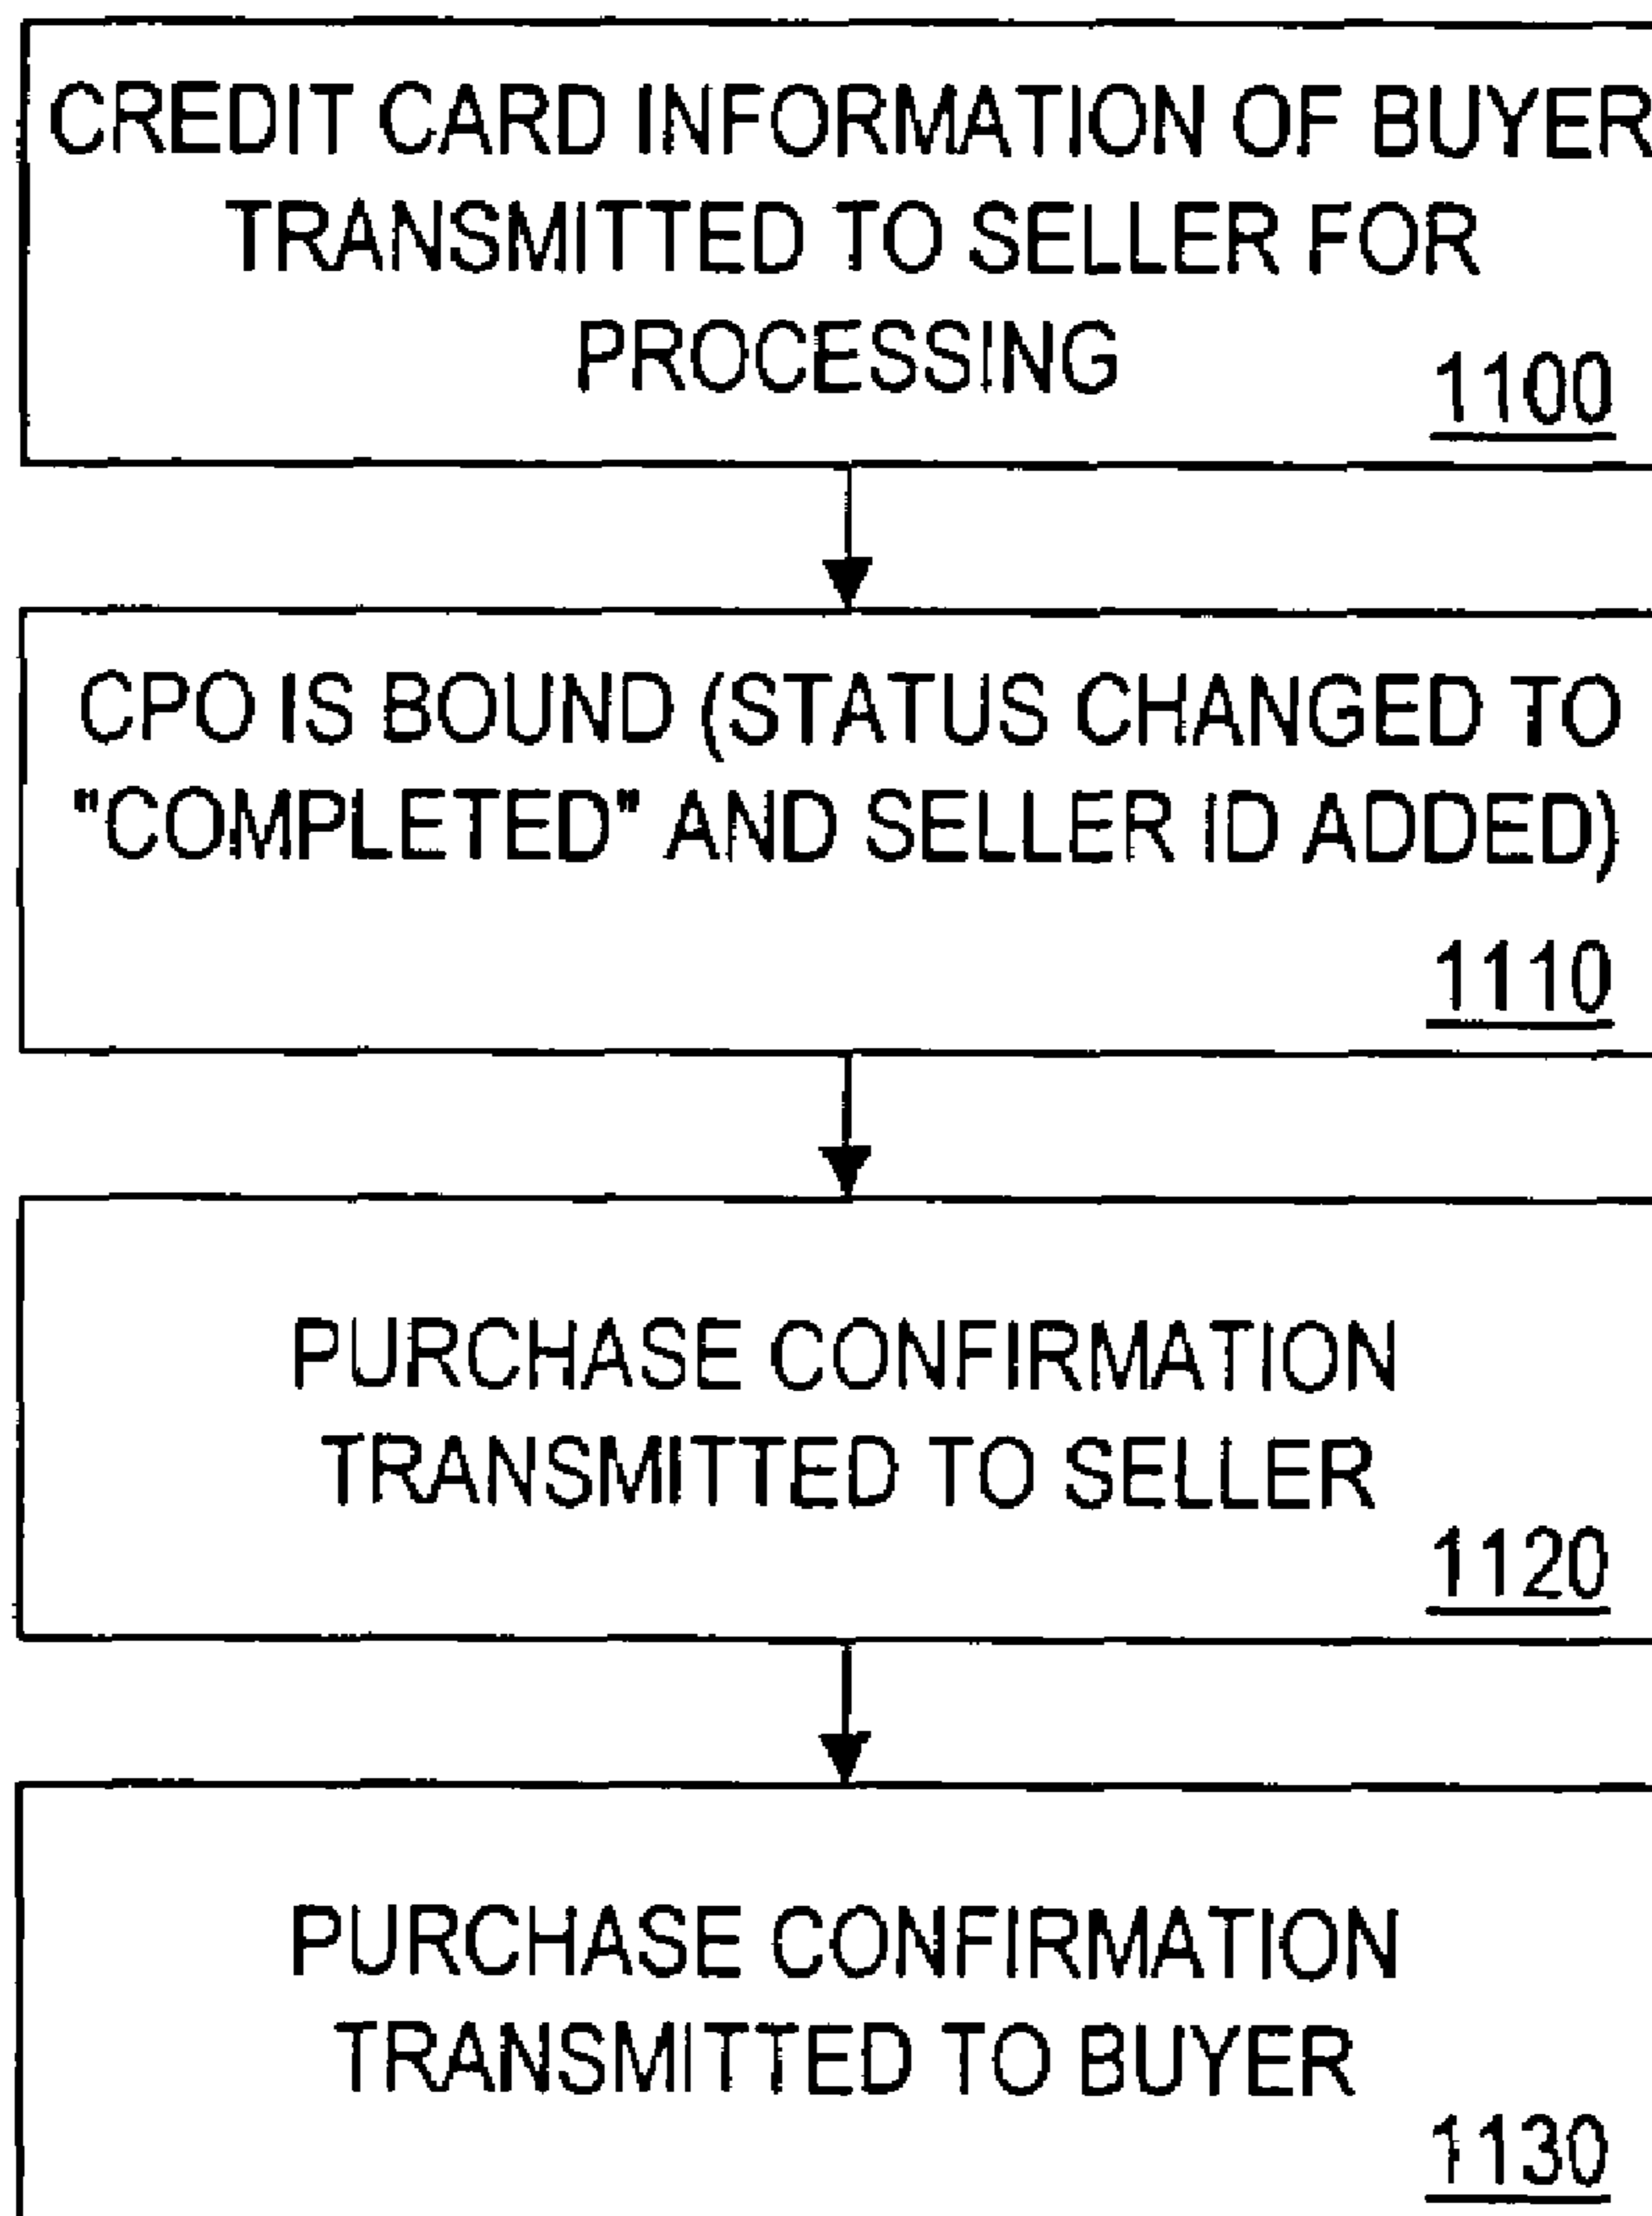 CREDIT CARD INFORMATION OF BUYER
TRANSMITTED TO SELLER FOR
PROCESSING
1100
CPO IS BOUND (STATUS CHANGED TO
"COMPLETED" AND SELLER ID ADDED)
1110
PURCHASE CONFIRMATION
TRANSMITTED TO SELLER
1120
PURCHASE CONFIRMATION
TRANSMITTED TO BUYER
1130